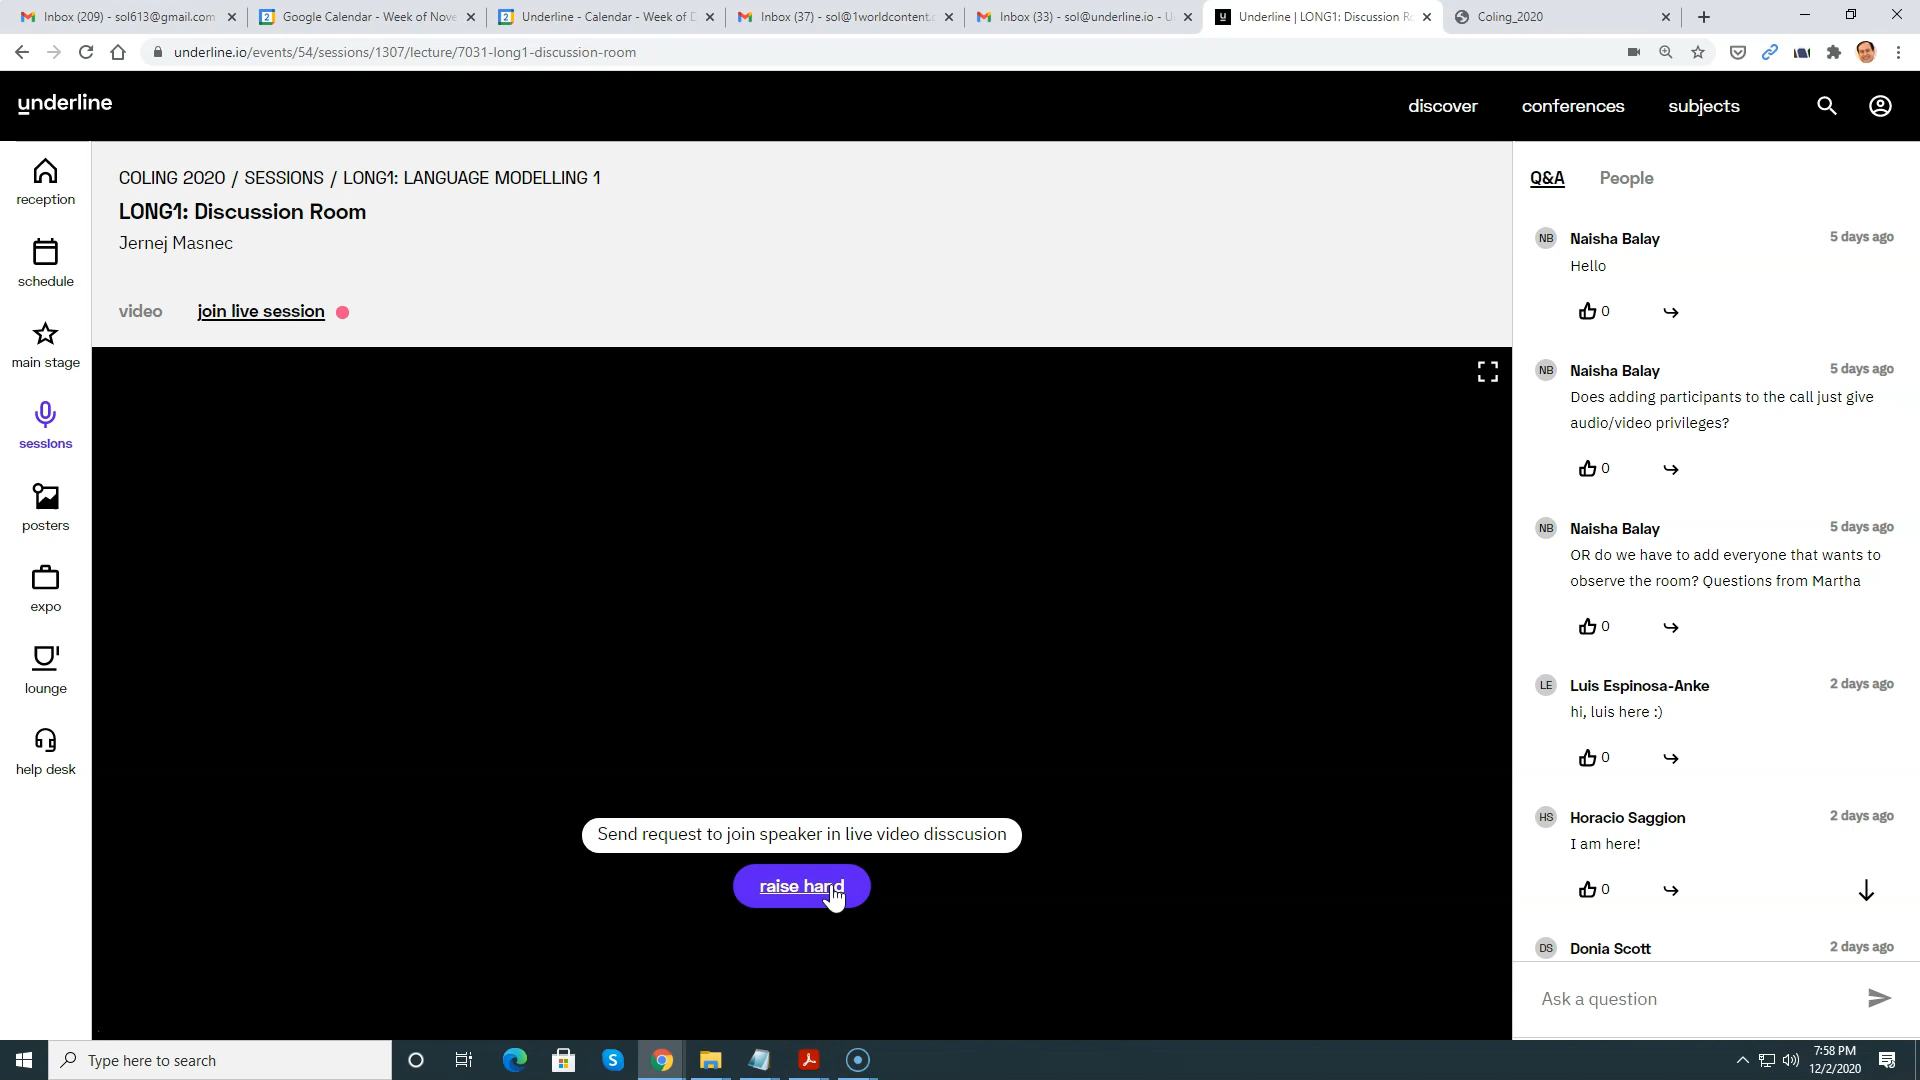 Inbox (209) - sol613@gmail.com
Google Calendar - Week of Nove
Underline - Calendar - Week of D
Inbox (37) - sol@1worldcontent.c
Inbox (33) - sol@underline.io - U
Underline | LONG1: Discussion R
Coling_2020
underline.io/events/54/sessions/1307/lecture/7031-long1-discussion-room
underline
discover
conferences
subjects
reception
schedule
main stage
sessions
posters
expo
lounge
help desk
COLING 2020 / SESSIONS / LONG1: LANGUAGE MODELLING 1
LONG1: Discussion Room
Jernej Masnec
video
join live session
Send request to join speaker in live video disscusion
raise hand
Q&A
People
NB
Naisha Balay
5 days ago
Hello
0
NB
Naisha Balay
5 days ago
Does adding participants to the call just give
audio/video privileges?
0
NB
Naisha Balay
5 days ago
OR do we have to add everyone that wants to
observe the room? Questions from Martha
0
LE
Luis Espinosa-Anke
2 days ago
hi, luis here :)
0
HS
Horacio Saggion
2 days ago
I am here!
0
DS
Donia Scott
2 days ago
Ask a question
Type here to search
7:58 PM
12/2/2020